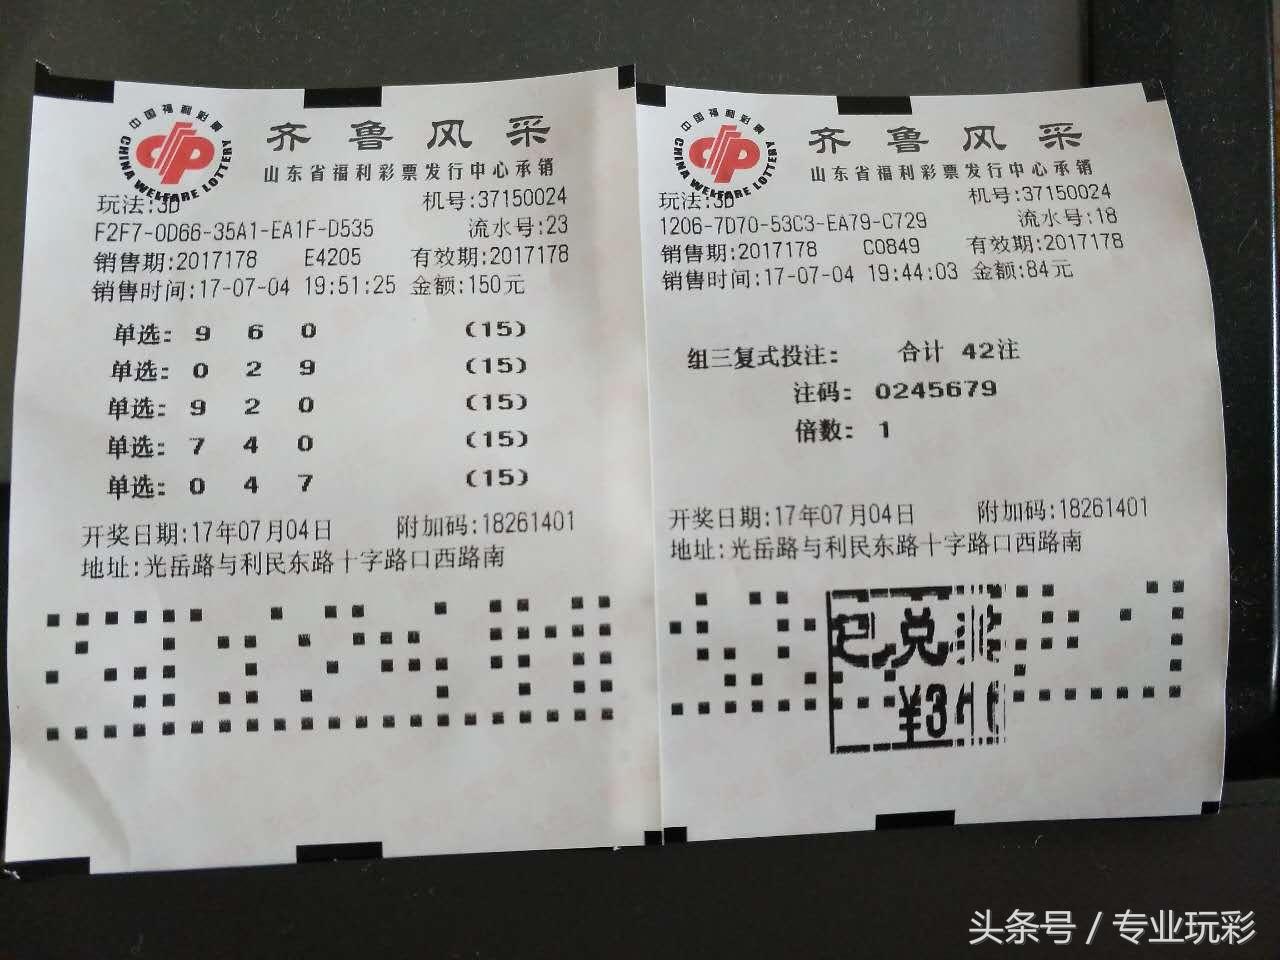 中国福利彩票
CHINA WELFARE LOTTERY
齐鲁风采
山东省福利彩票发行中心承销
玩法:3D 机号:37150024
F2F7-0D66-35A1-EA1F-D535 流水号:23
销售期:2017178 E4205 有效期:2017178
销售时间:17-07-04 19:51:25 金额:150元
单选: 9 6 0 (15)
单选: 0 2 9 (15)
单选: 9 2 0 (15)
单选: 7 4 0 (15)
单选: 0 4 7 (15)
开奖日期:17年07月04日 附加码:18261401
地址:光岳路与利民东路十字路口西路南
中国福利彩票
CHINA WELFARE LOTTERY
齐鲁风采
山东省福利彩票发行中心承销
玩法:3D 机号:37150024
1206-7D70-53C3-EA79-C729 流水号:18
销售期:2017178 C0849 有效期:2017178
销售时间:17-07-04 19:44:03 金额:84元
组三复式投注: 合计 42注
注码: 0245679
倍数: 1
开奖日期:17年07月04日 附加码:18261401
地址:光岳路与利民东路十字路口西路南
已兑
¥3
头条号 / 专业玩彩